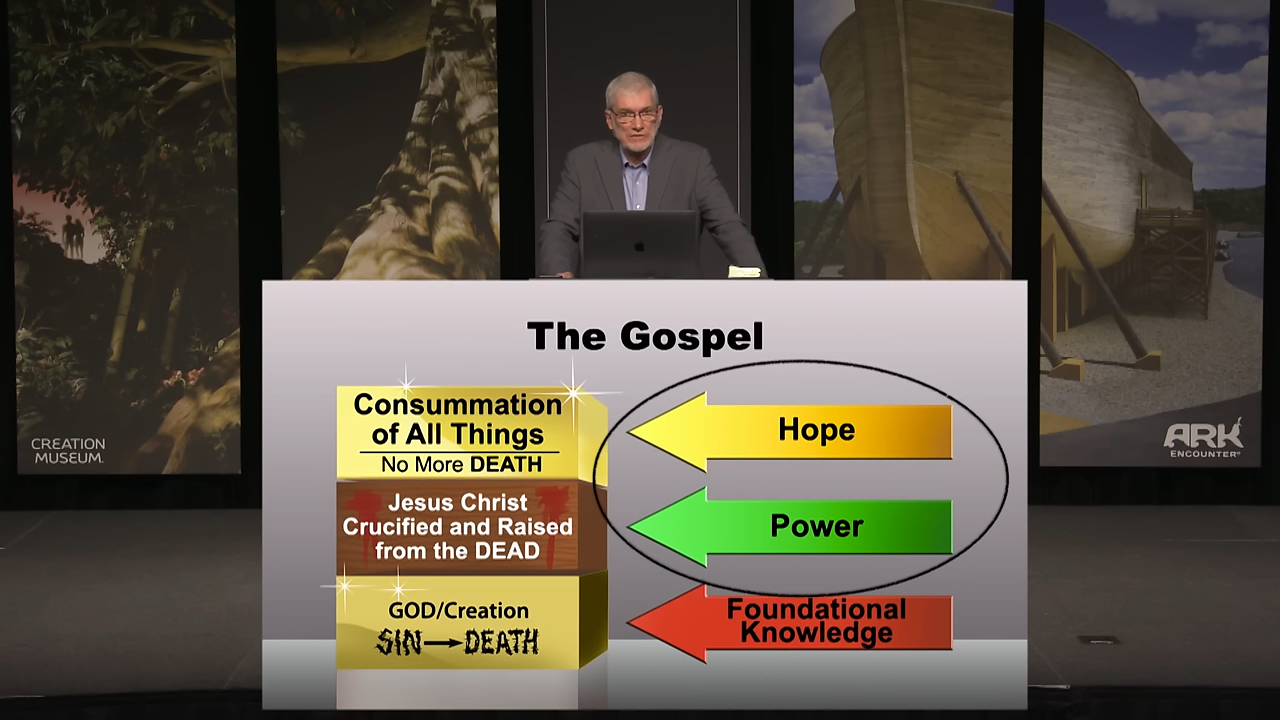 The Gospel
Consummation
of All Things
No More DEATH
Hope
Jesus Christ
Crucified and Raised
from the DEAD
Power
GOD/Creation
SIN→DEATH
Foundational
Knowledge
CREATION
MUSEUM.
ARK
ENCOUNTER®